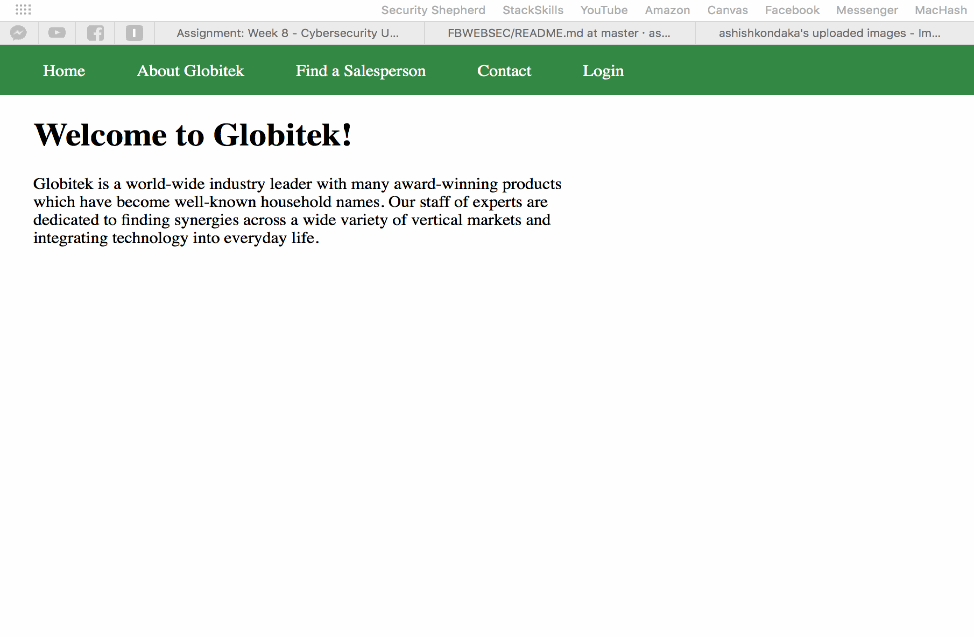 Security Shepherd StackSkills YouTube Amazon Canvas Facebook Messenger MacHash
Assignment: Week 8 - Cybersecurity U... FBWEBSEC/README.md at master · as... ashishkondaka's uploaded images - Im...
Home About Globitek Find a Salesperson Contact Login
Welcome to Globitek!
Globitek is a world-wide industry leader with many award-winning products
which have become well-known household names. Our staff of experts are
dedicated to finding synergies across a wide variety of vertical markets and
integrating technology into everyday life.